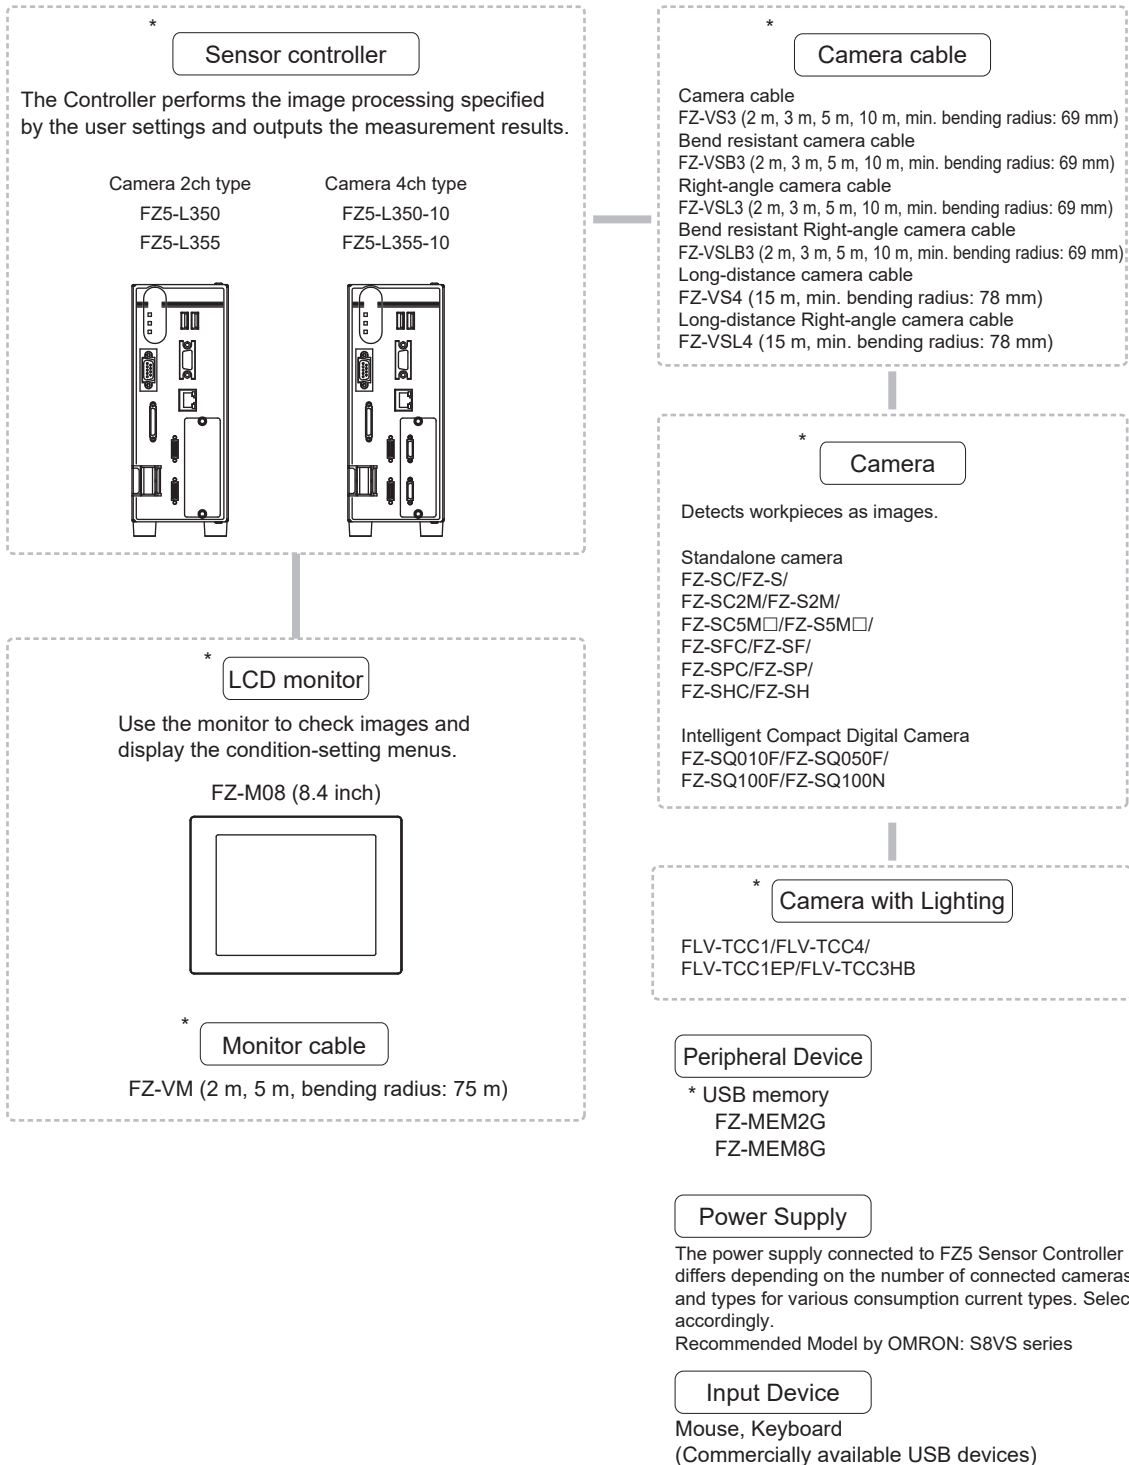 *
Sensor controller
The Controller performs the image processing specified
by the user settings and outputs the measurement results.
Camera 2ch type
FZ5-L350
FZ5-L355
Camera 4ch type
FZ5-L350-10
FZ5-L355-10
*
LCD monitor
Use the monitor to check images and
display the condition-setting menus.
FZ-M08 (8.4 inch)
*
Monitor cable
FZ-VM (2 m, 5 m, bending radius: 75 m)
*
Camera cable
Camera cable
FZ-VS3 (2 m, 3 m, 5 m, 10 m, min. bending radius: 69 mm)
Bend resistant camera cable
FZ-VSB3 (2 m, 3 m, 5 m, 10 m, min. bending radius: 69 mm)
Right-angle camera cable
FZ-VSL3 (2 m, 3 m, 5 m, 10 m, min. bending radius: 69 mm)
Bend resistant Right-angle camera cable
FZ-VSLB3 (2 m, 3 m, 5 m, 10 m, min. bending radius: 69 mm)
Long-distance camera cable
FZ-VS4 (15 m, min. bending radius: 78 mm)
Long-distance Right-angle camera cable
FZ-VSL4 (15 m, min. bending radius: 78 mm)
*
Camera
Detects workpieces as images.
Standalone camera
FZ-SC/FZ-S/
FZ-SC2M/FZ-S2M/
FZ-SC5M□/FZ-S5M□/
FZ-SFC/FZ-SF/
FZ-SPC/FZ-SP/
FZ-SHC/FZ-SH
Intelligent Compact Digital Camera
FZ-SQ010F/FZ-SQ050F/
FZ-SQ100F/FZ-SQ100N
*
Camera with Lighting
FLV-TCC1/FLV-TCC4/
FLV-TCC1EP/FLV-TCC3HB
Peripheral Device
* USB memory
FZ-MEM2G
FZ-MEM8G
Power Supply
The power supply connected to FZ5 Sensor Controller
differs depending on the number of connected cameras
and types for various consumption current types. Selec
accordingly.
Recommended Model by OMRON: S8VS series
Input Device
Mouse, Keyboard
(Commercially available USB devices)